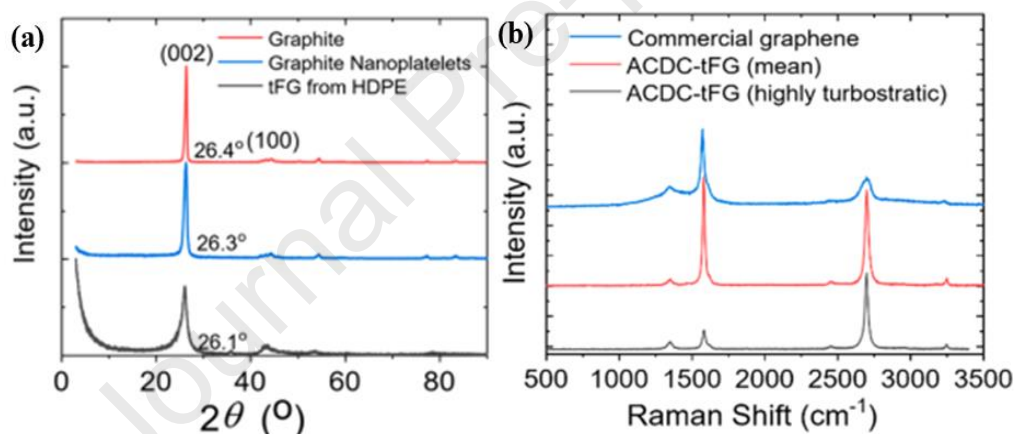 (a)
Graphite
Graphite Nanoplatelets
tFG from HDPE
(002)
26.4° (100)
26.3°
26.1°
Intensity (a.u.)
0 20 40 60 80
2θ (°)
(b)
Commercial graphene
ACDC-tFG (mean)
ACDC-tFG (highly turbostratic)
Intensity (a.u.)
500 1000 1500 2000 2500 3000 3500
Raman Shift (cm⁻¹)
Journal Pre-